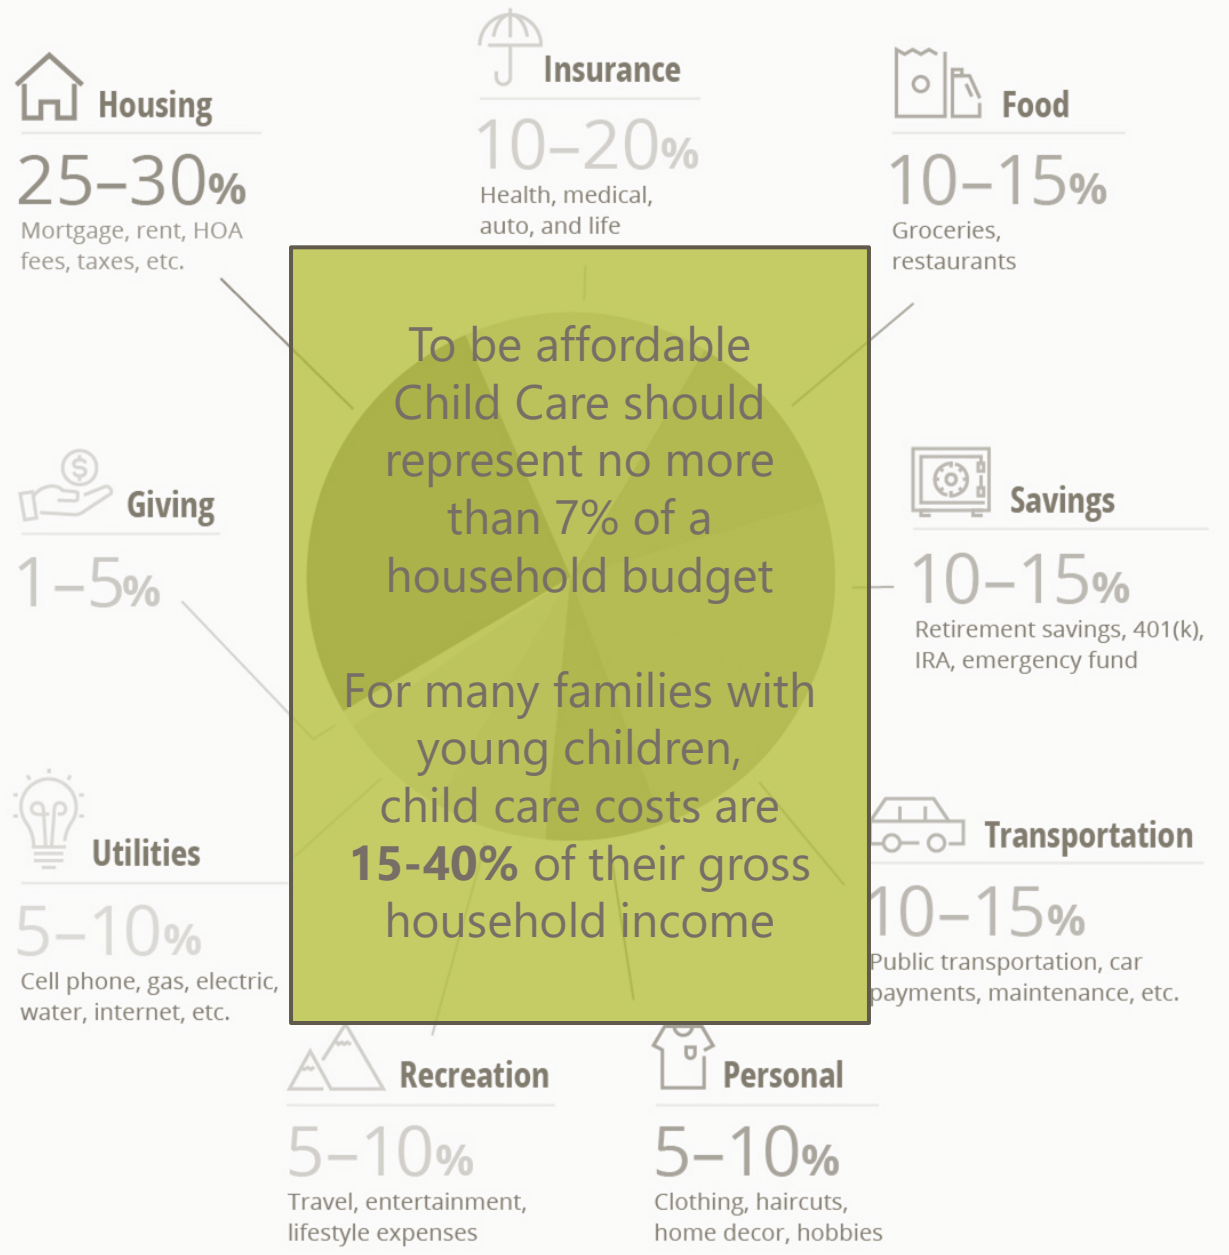 Housing
25–30%
Mortgage, rent, HOA
fees, taxes, etc.
Insurance
10–20%
Health, medical,
auto, and life
Food
10–15%
Groceries,
restaurants
To be affordable
Child Care should
represent no more
than 7% of a
household budget
For many families with
young children,
child care costs are
15-40% of their gross
household income
Giving
1–5%
Savings
10–15%
Retirement savings, 401(k),
IRA, emergency fund
Utilities
5–10%
Cell phone, gas, electric,
water, internet, etc.
Transportation
10–15%
Public transportation, car
payments, maintenance, etc.
Recreation
5–10%
Travel, entertainment,
lifestyle expenses
Personal
5–10%
Clothing, haircuts,
home decor, hobbies